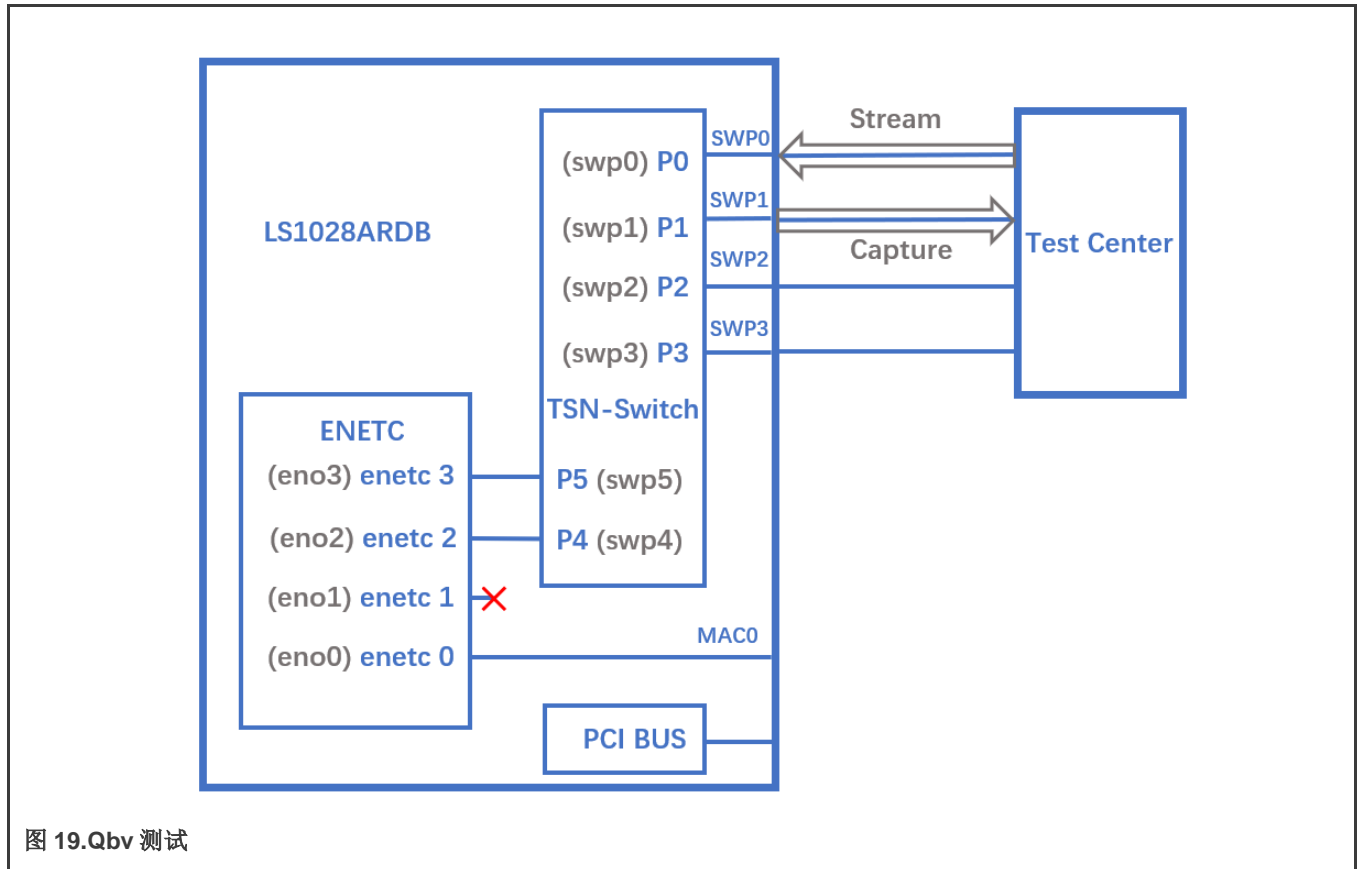 Stream
SWP0
(swp0) P0
SWP1
(swp1) P1
LS1028ARDB
Test Center
Capture
SWP2
(swp2) P2
SWP3
(swp3) P3
TSN-Switch
ENETC
(eno3) enetc 3
P5 (swp5)
(eno2) enetc 2
P4 (swp4)
(eno1) enetc 1
MAC0
(eno0) enetc 0
PCI BUS
图 19.Qbv 测试